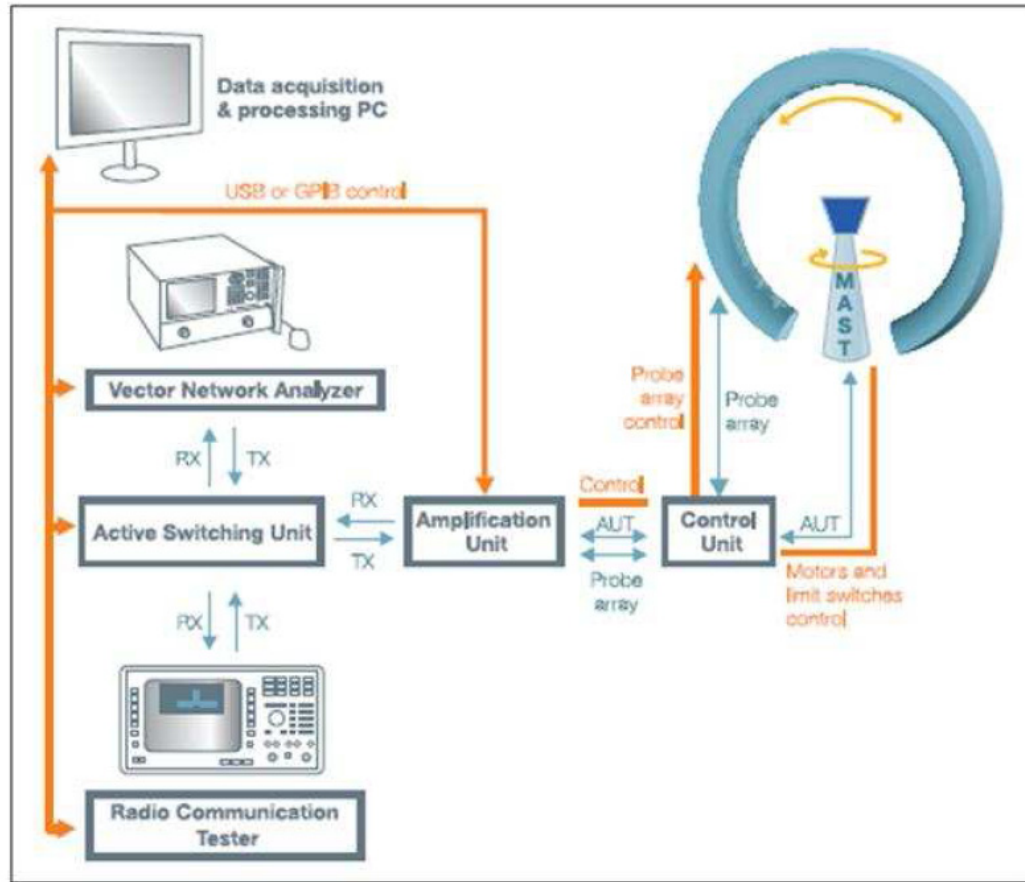 Data acquisition
& processing PC
USB or GPIB control
Vector Network Analyzer
RX
TX
Active Switching Unit
RX
TX
Amplification
Unit
Control
AUT
Probe
array
Control
Unit
Probe
array
control
Probe
array
MAST
AUT
Motors and
limit switches
control
RX
TX
Radio Communication
Tester